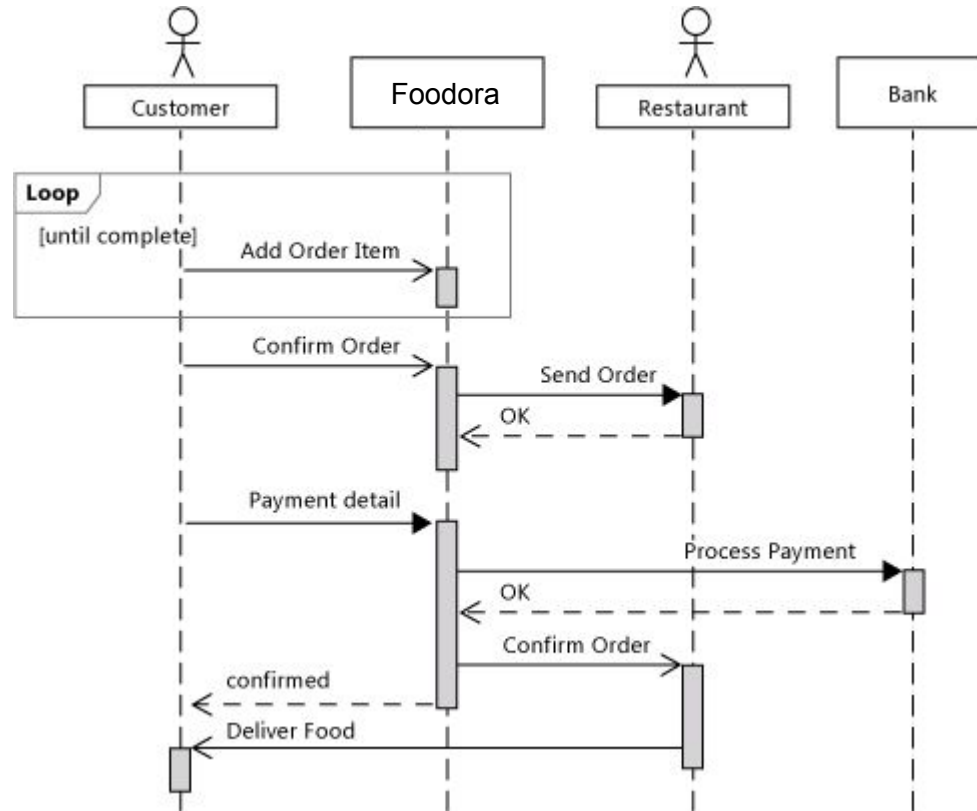 Customer
Foodora
Restaurant
Bank
Loop
[until complete]
Add Order Item
Confirm Order
Send Order
OK
Payment detail
Process Payment
OK
Confirm Order
confirmed
Deliver Food